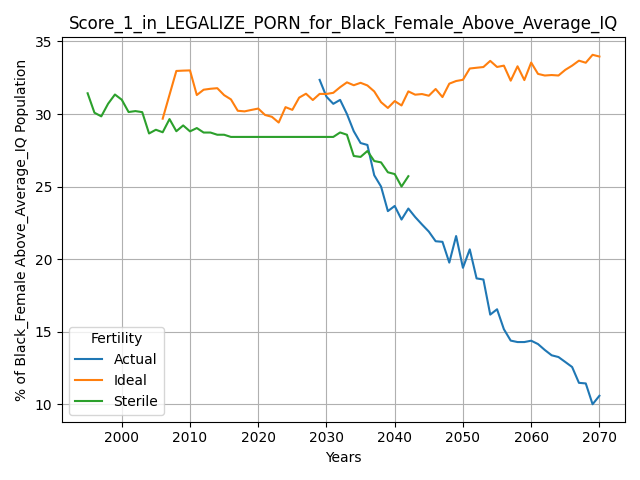 Score_1_in_LEGALIZE_PORN_for_Black_Female_Above_Average_IQ
% of Black_Female Above_Average_IQ Population
35
30
25
20
15
10
Fertility
Actual
Ideal
Sterile
2000 2010 2020 2030 2040 2050 2060 2070
Years